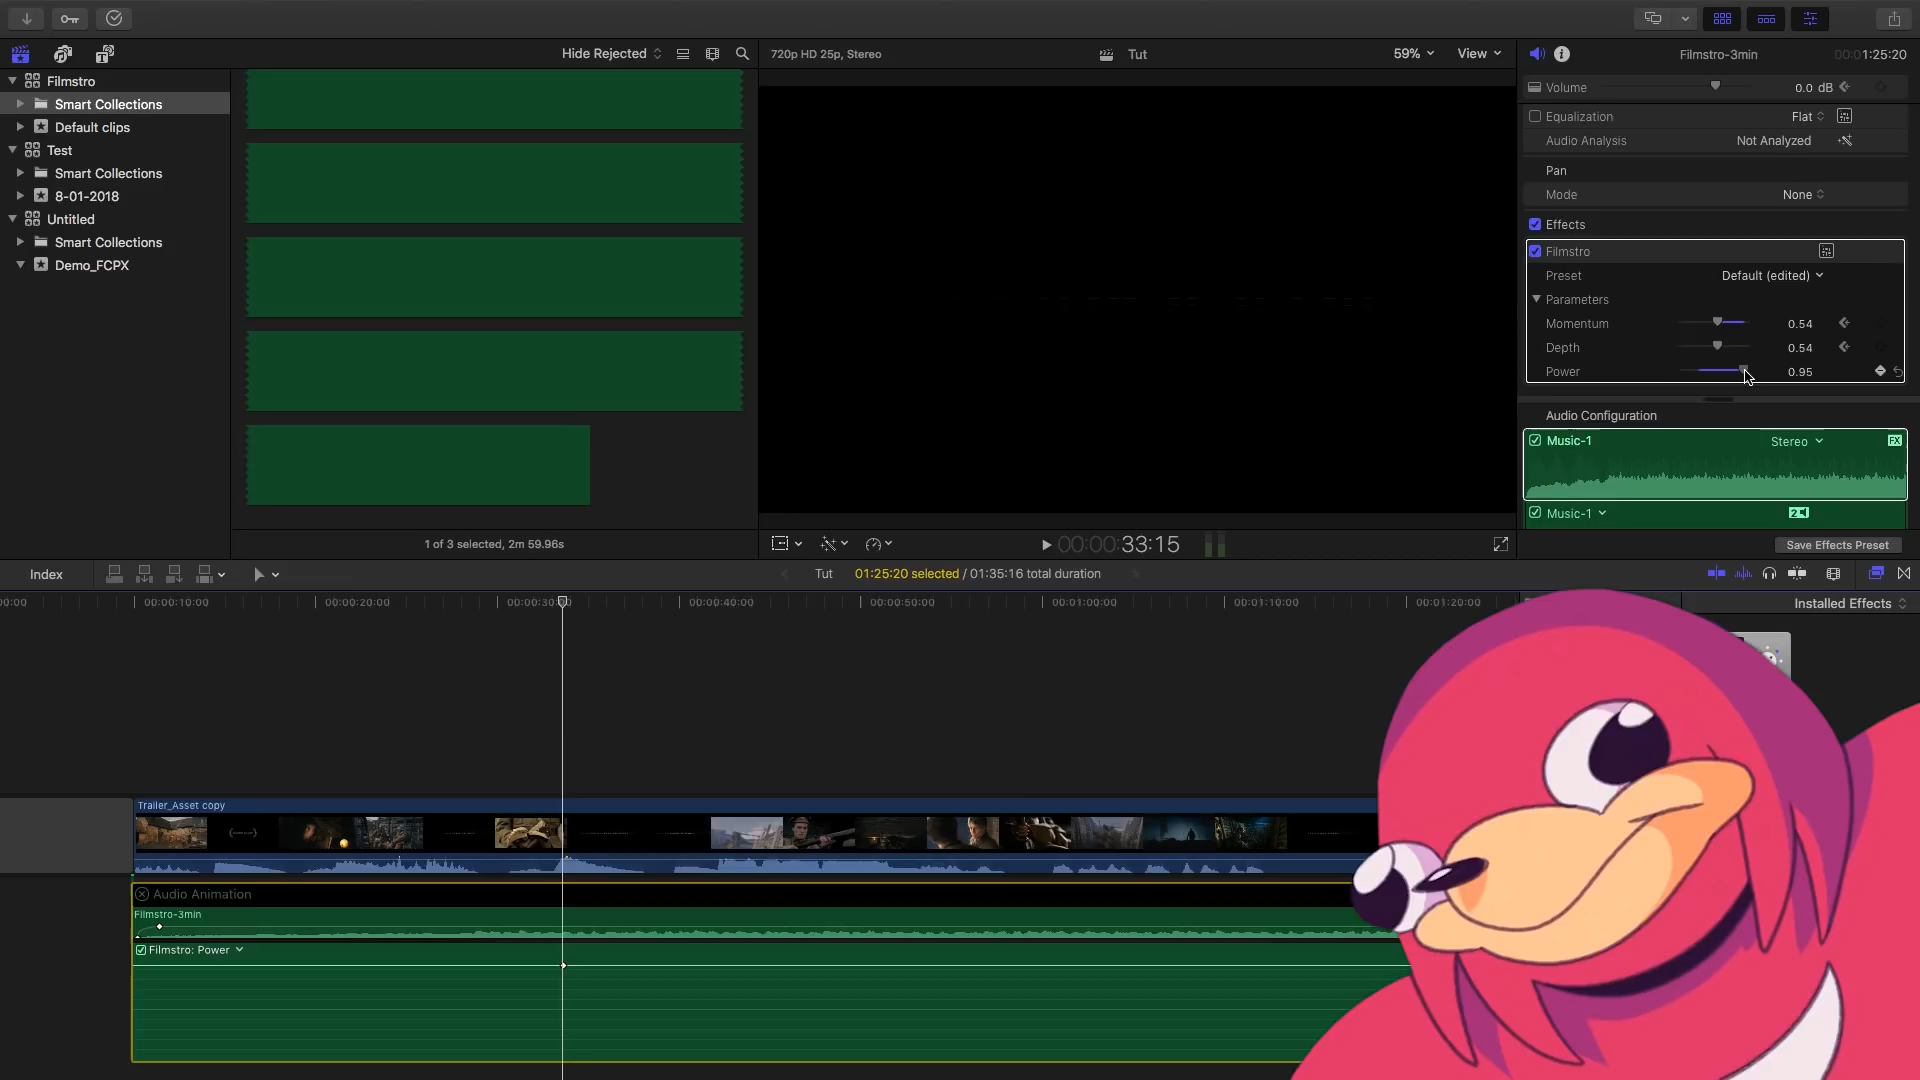 Hide Rejected
720p HD 25p, Stereo
Tut
59%
View
Filmstro-3min
00:01:25:20
Filmstro
Smart Collections
Default clips
Test
Smart Collections
8-01-2018
Untitled
Smart Collections
Demo_FCPX
Volume
0.0 dB
Equalization
Flat
Audio Analysis
Not Analyzed
Pan
Mode
None
Effects
Filmstro
Preset
Default (edited)
Parameters
Momentum
0.54
Depth
0.54
Power
0.95
Audio Configuration
Music-1
Stereo
FX
Music-1
2
Save Effects Preset
1 of 3 selected, 2m 59.96s
00:00:33:15
Index
Tut
01:25:20 selected / 01:35:16 total duration
00:00
00:00:10:00
00:00:20:00
00:00:30:00
00:00:40:00
00:00:50:00
00:01:00:00
00:01:10:00
00:01:20:00
Installed Effects
Trailer_Asset copy
Audio Animation
Filmstro-3min
Filmstro: Power